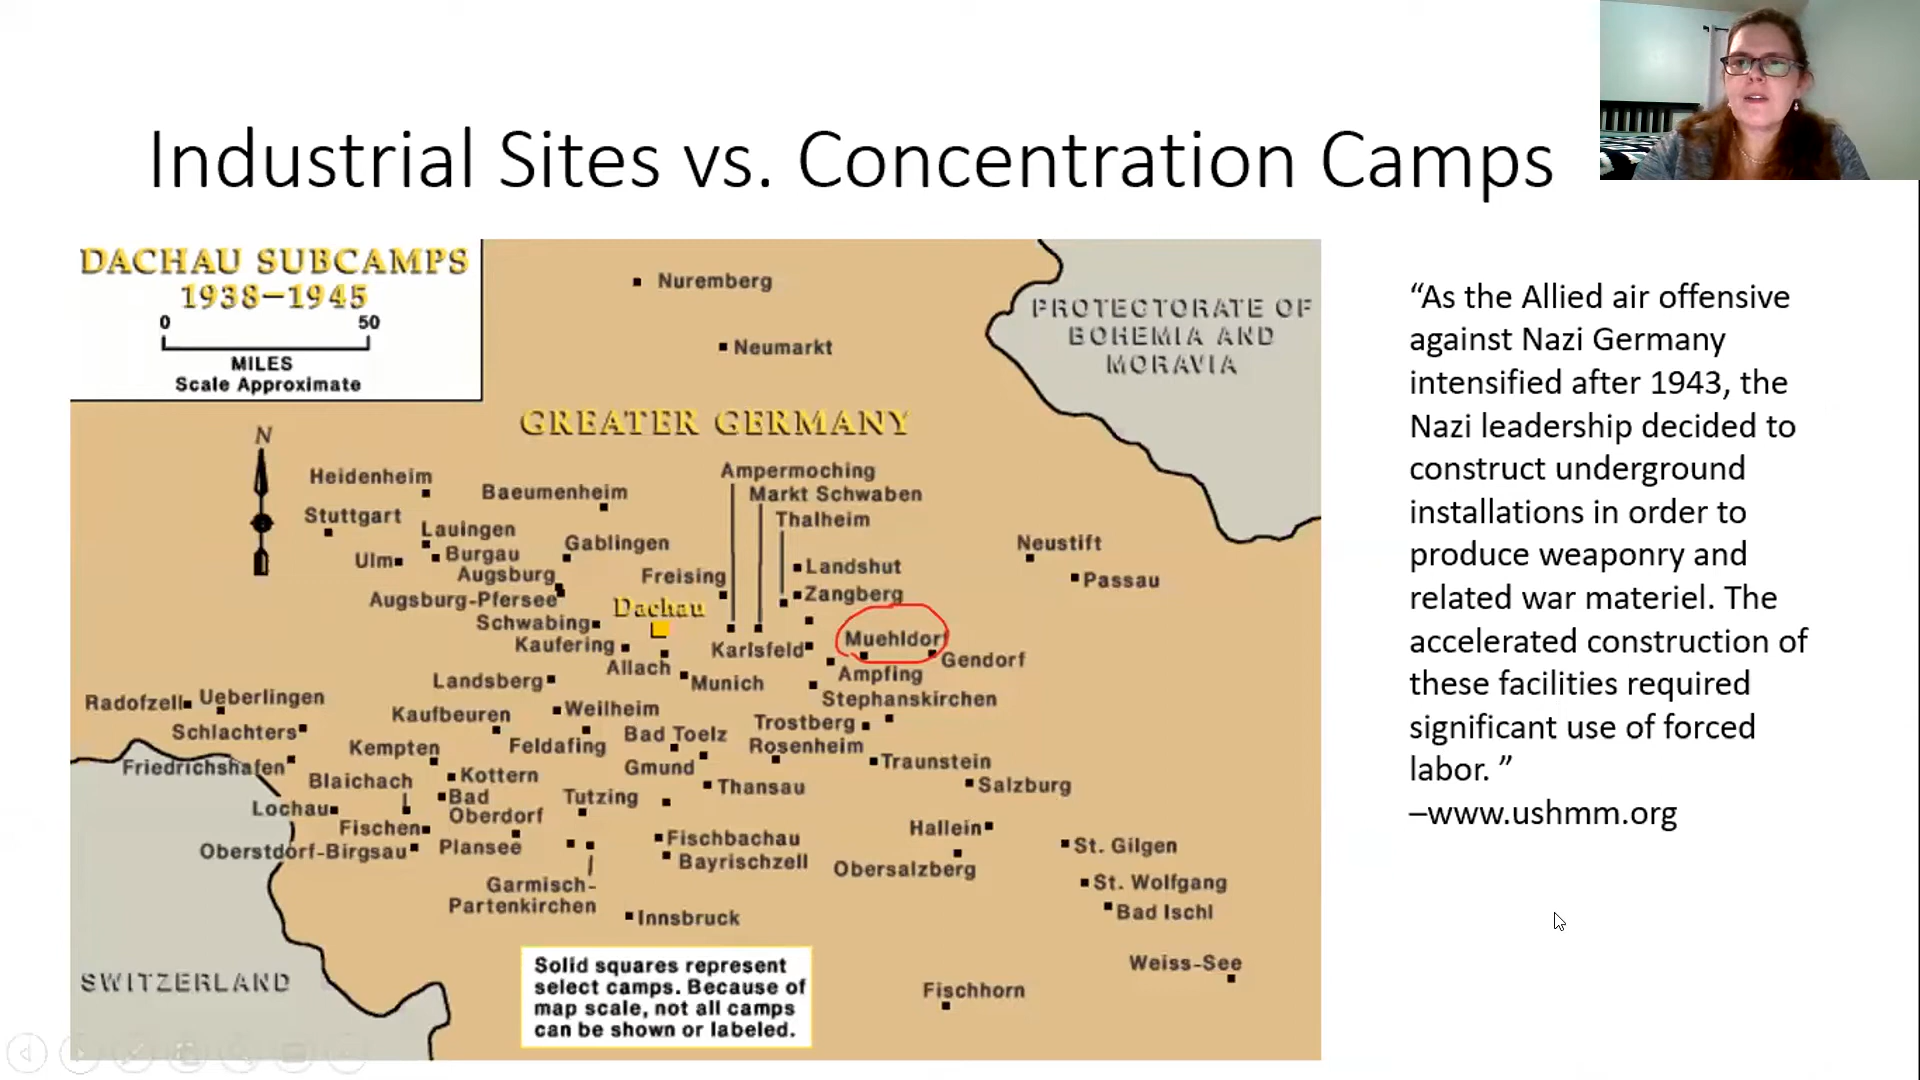 Industrial Sites vs. Concentration Camps
DACHAU SUBCAMPS
1938–1945
0 50
MILES
Scale Approximate
N
Nuremberg
Neumarkt
PROTECTORATE OF
BOHEMIA AND
MORAVIA
GREATER GERMANY
Heidenheim
Baeumenheim
Ampermoching
Markt Schwaben
Thalheim
Stuttgart
Lauingen
Gablingen
Neustift
Ulm
Burgau
Landshut
Passau
Augsburg
Freising
Zangberg
Augsburg-Pfersee
Dachau
Schwabing
Kaufering
Karlsfeld
Muehldorf
Gendorf
Allach
Ampfing
Landsberg
Munich
Stephanskirchen
Radofzell
Ueberlingen
Kaufbeuren
Weilheim
Trostberg
Schlachters
Bad Toelz
Kempten
Feldafing
Rosenheim
Friedrichshafen
Gmund
Traunstein
Blaichach
Kottern
Thansau
Salzburg
Lochau
Bad
Oberdorf
Tutzing
Fischen
Hallein
Oberstdorf-Birgsau
Plansee
Fischbachau
Bayrischzell
Obersalzberg
St. Gilgen
Garmisch-
Partenkirchen
St. Wolfgang
Innsbruck
Bad Ischl
Weiss-See
SWITZERLAND
Fischhorn
Solid squares represent
select camps. Because of
map scale, not all camps
can be shown or labeled.
“As the Allied air offensive
against Nazi Germany
intensified after 1943, the
Nazi leadership decided to
construct underground
installations in order to
produce weaponry and
related war materiel. The
accelerated construction of
these facilities required
significant use of forced
labor. ”
–www.ushmm.org